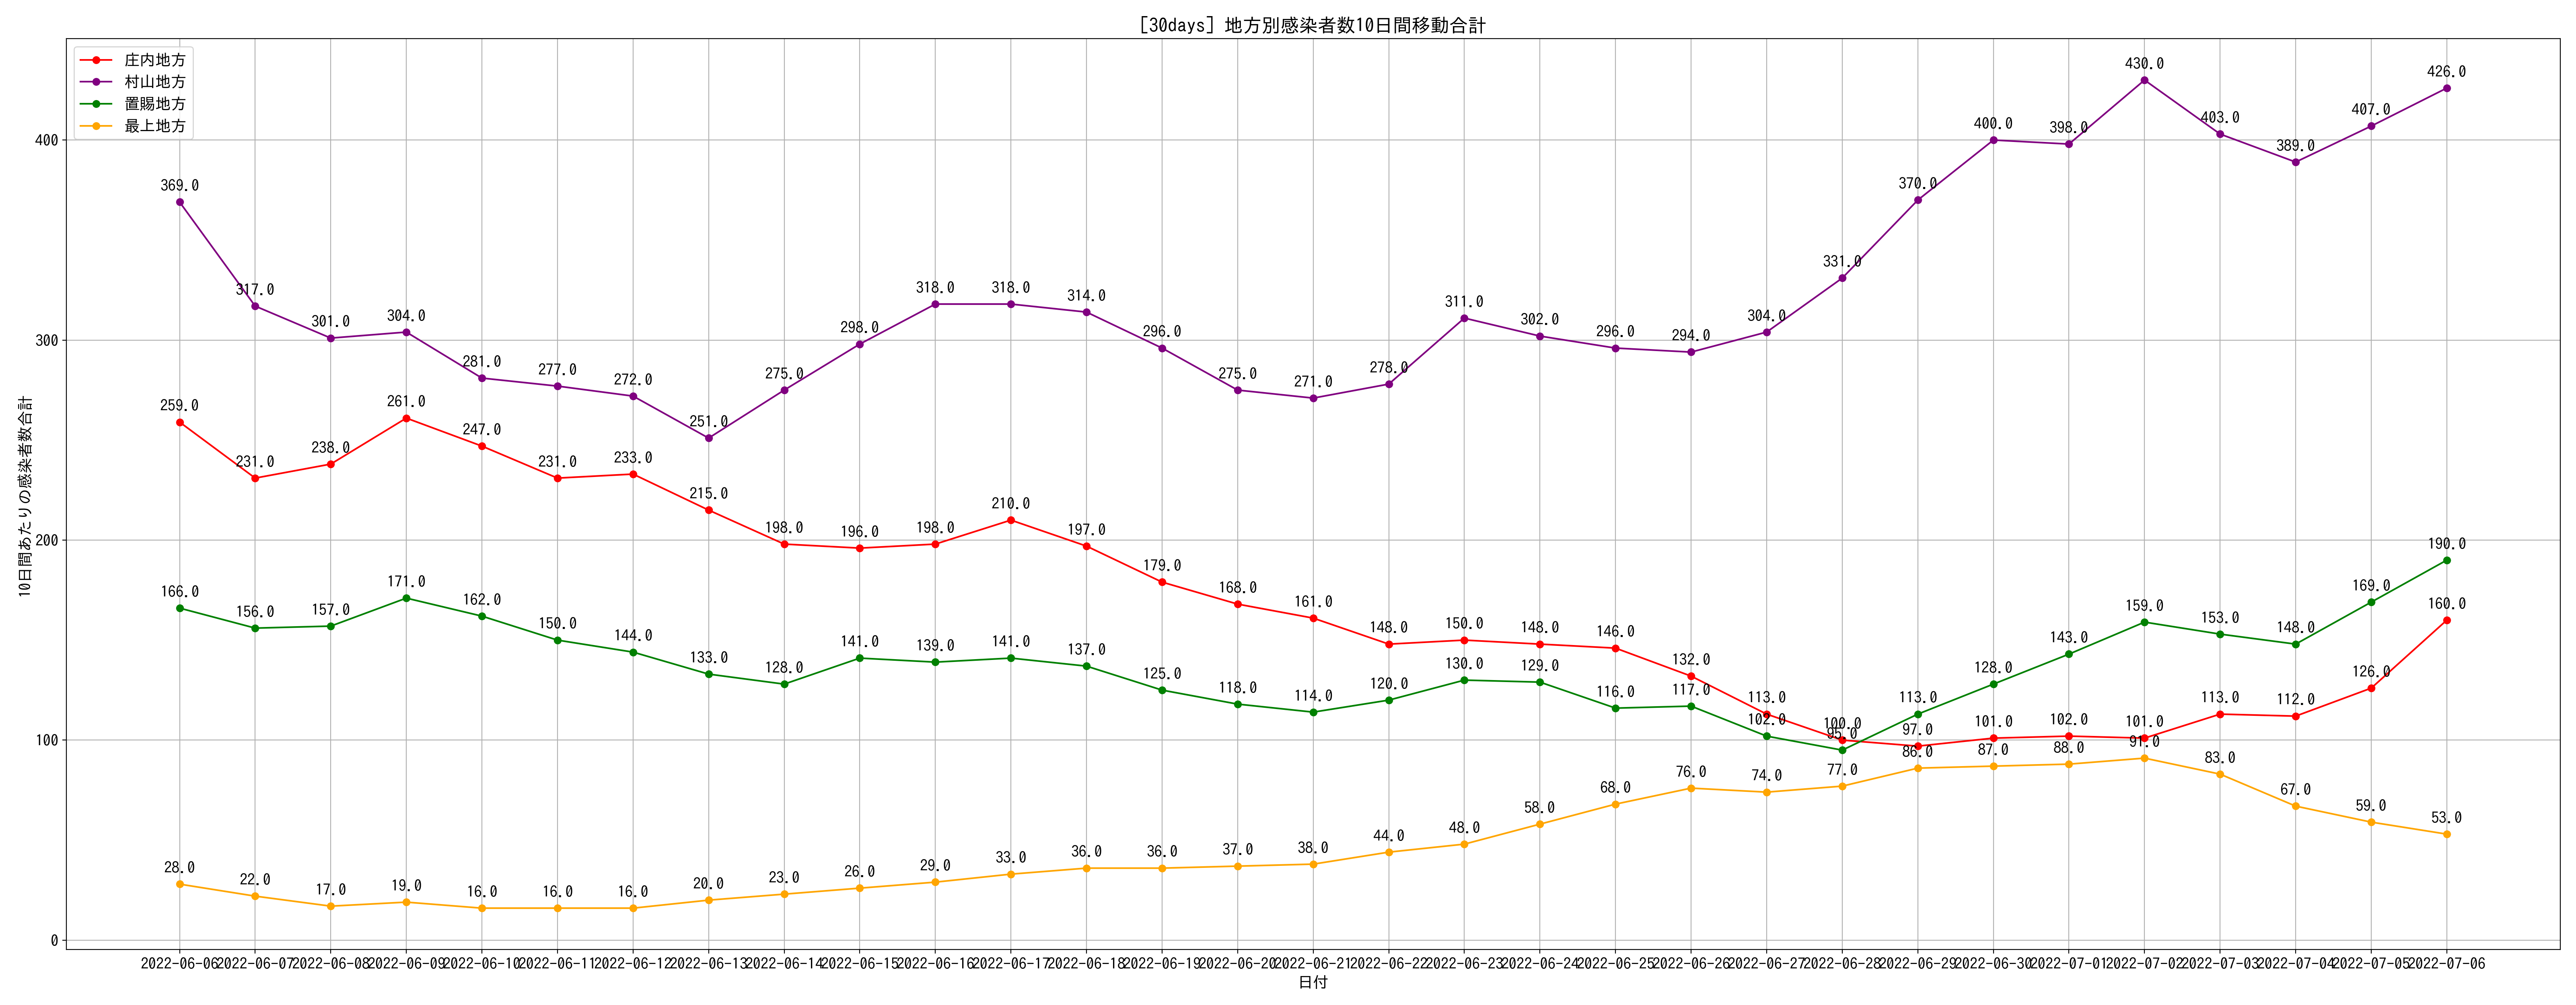 [30days] 地方別感染者数10日間移動合計
庄内地方
村山地方
置賜地方
最上地方
10日間あたりの感染者数合計
400
300
200
100
0
369.0 317.0 301.0 304.0 281.0 277.0 272.0 251.0 275.0 298.0 318.0 318.0 314.0 296.0 275.0 271.0 278.0 311.0 302.0 296.0 294.0 304.0 331.0 370.0 400.0 398.0 430.0 403.0 389.0 407.0 426.0
259.0 231.0 238.0 261.0 247.0 231.0 233.0 215.0 198.0 196.0 198.0 210.0 197.0 179.0 168.0 161.0 148.0 150.0 148.0 146.0 132.0 113.0 100.0 97.0 101.0 102.0 101.0 113.0 112.0 126.0 160.0
166.0 156.0 157.0 171.0 162.0 150.0 144.0 133.0 128.0 141.0 139.0 141.0 137.0 125.0 118.0 114.0 120.0 130.0 129.0 116.0 117.0 102.0 95.0 113.0 128.0 143.0 159.0 153.0 148.0 169.0 190.0
28.0 22.0 17.0 19.0 16.0 16.0 16.0 20.0 23.0 26.0 29.0 33.0 36.0 36.0 37.0 38.0 44.0 48.0 58.0 68.0 76.0 74.0 77.0 86.0 87.0 88.0 91.0 83.0 67.0 59.0 53.0
2022-06-06 2022-06-07 2022-06-08 2022-06-09 2022-06-10 2022-06-11 2022-06-12 2022-06-13 2022-06-14 2022-06-15 2022-06-16 2022-06-17 2022-06-18 2022-06-19 2022-06-20 2022-06-21 2022-06-22 2022-06-23 2022-06-24 2022-06-25 2022-06-26 2022-06-27 2022-06-28 2022-06-29 2022-06-30 2022-07-01 2022-07-02 2022-07-03 2022-07-04 2022-07-05 2022-07-06
日付